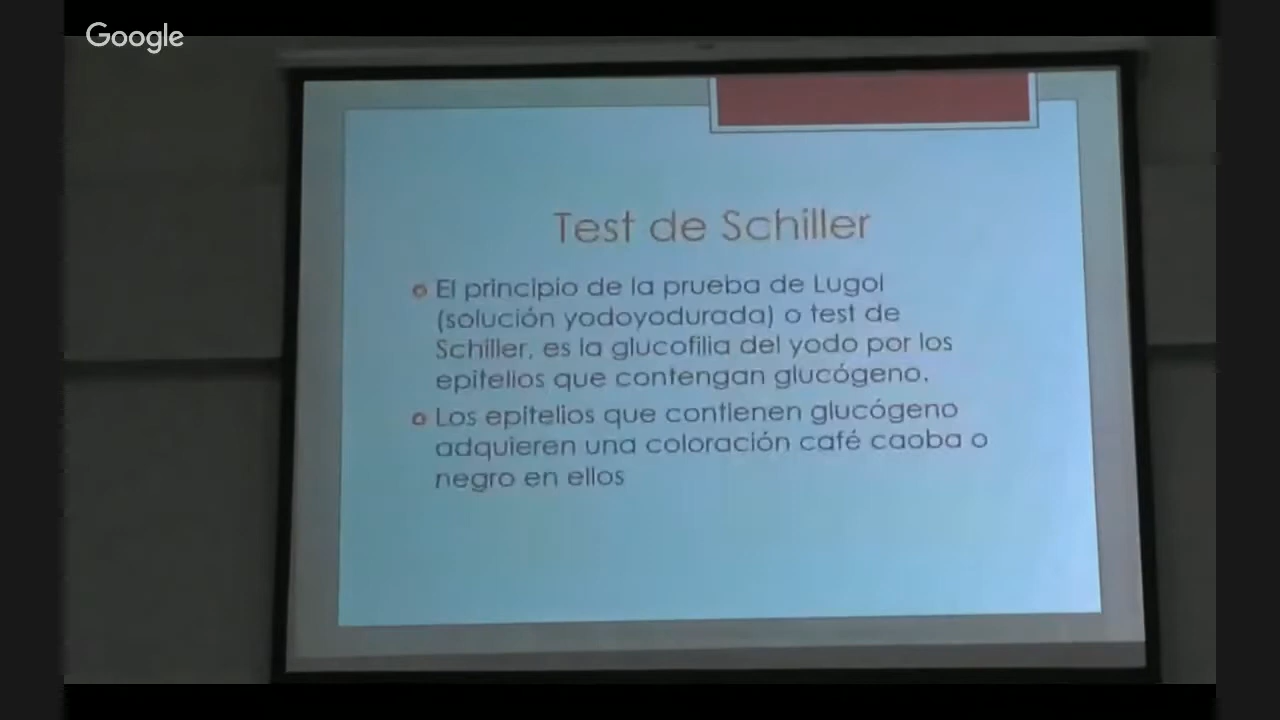 Google
Test de Schiller
El principio de la prueba de Lugol
(solución yodoyodurada) o test de
Schiller, es la glucofilia del yodo por los
epitelios que contengan glucógeno.
Los epitelios que contienen glucógeno
adquieren una coloración café caoba o
negro en ellos